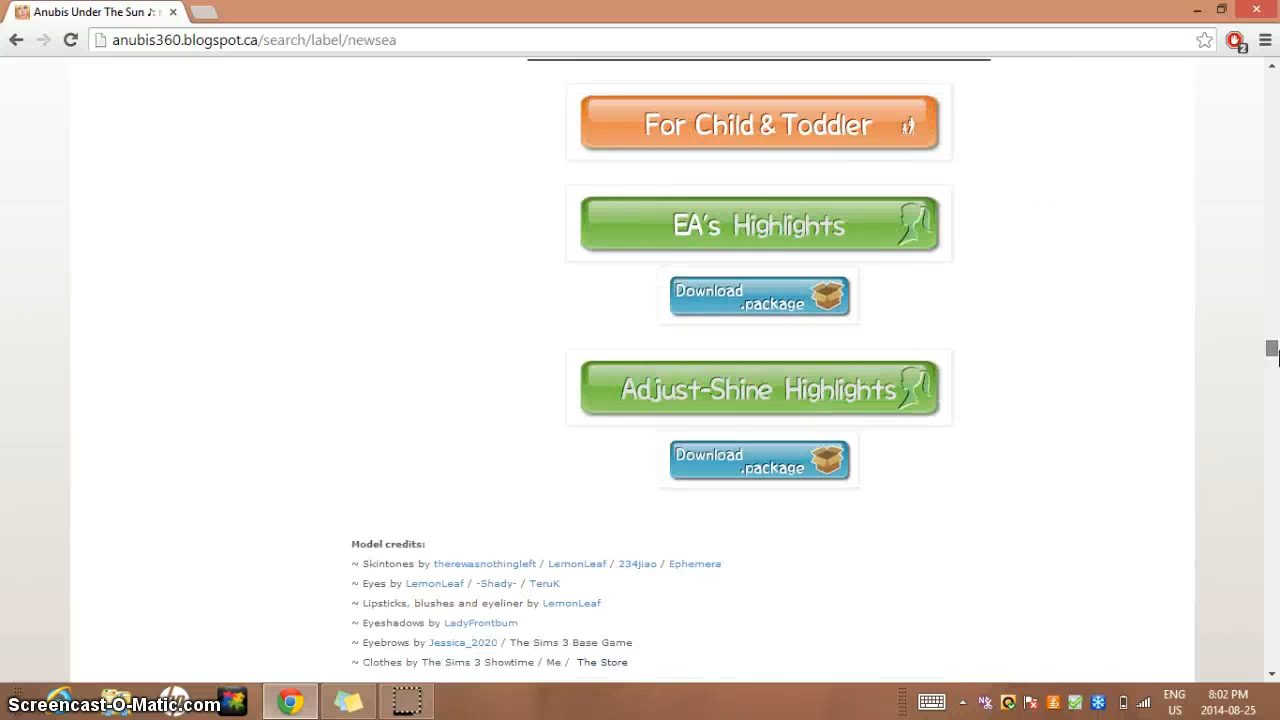 Anubis Under The Sun ♪:
anubis360.blogspot.ca/search/label/newsea
2
For Child & Toddler
EA's Highlights
Download
.package
Adjust-Shine Highlights
Download
.package
Model credits:
~ Skintones by therewasnothingleft / LemonLeaf / 234jiao / Ephemera
~ Eyes by LemonLeaf / -Shady- / TeruK
~ Lipsticks, blushes and eyeliner by LemonLeaf
~ Eyeshadows by LadyFrontbum
~ Eyebrows by Jessica_2020 / The Sims 3 Base Game
~ Clothes by The Sims 3 Showtime / Me / The Store
Screencast-O-Matic.com
ENG
US
8:02 PM
2014-08-25